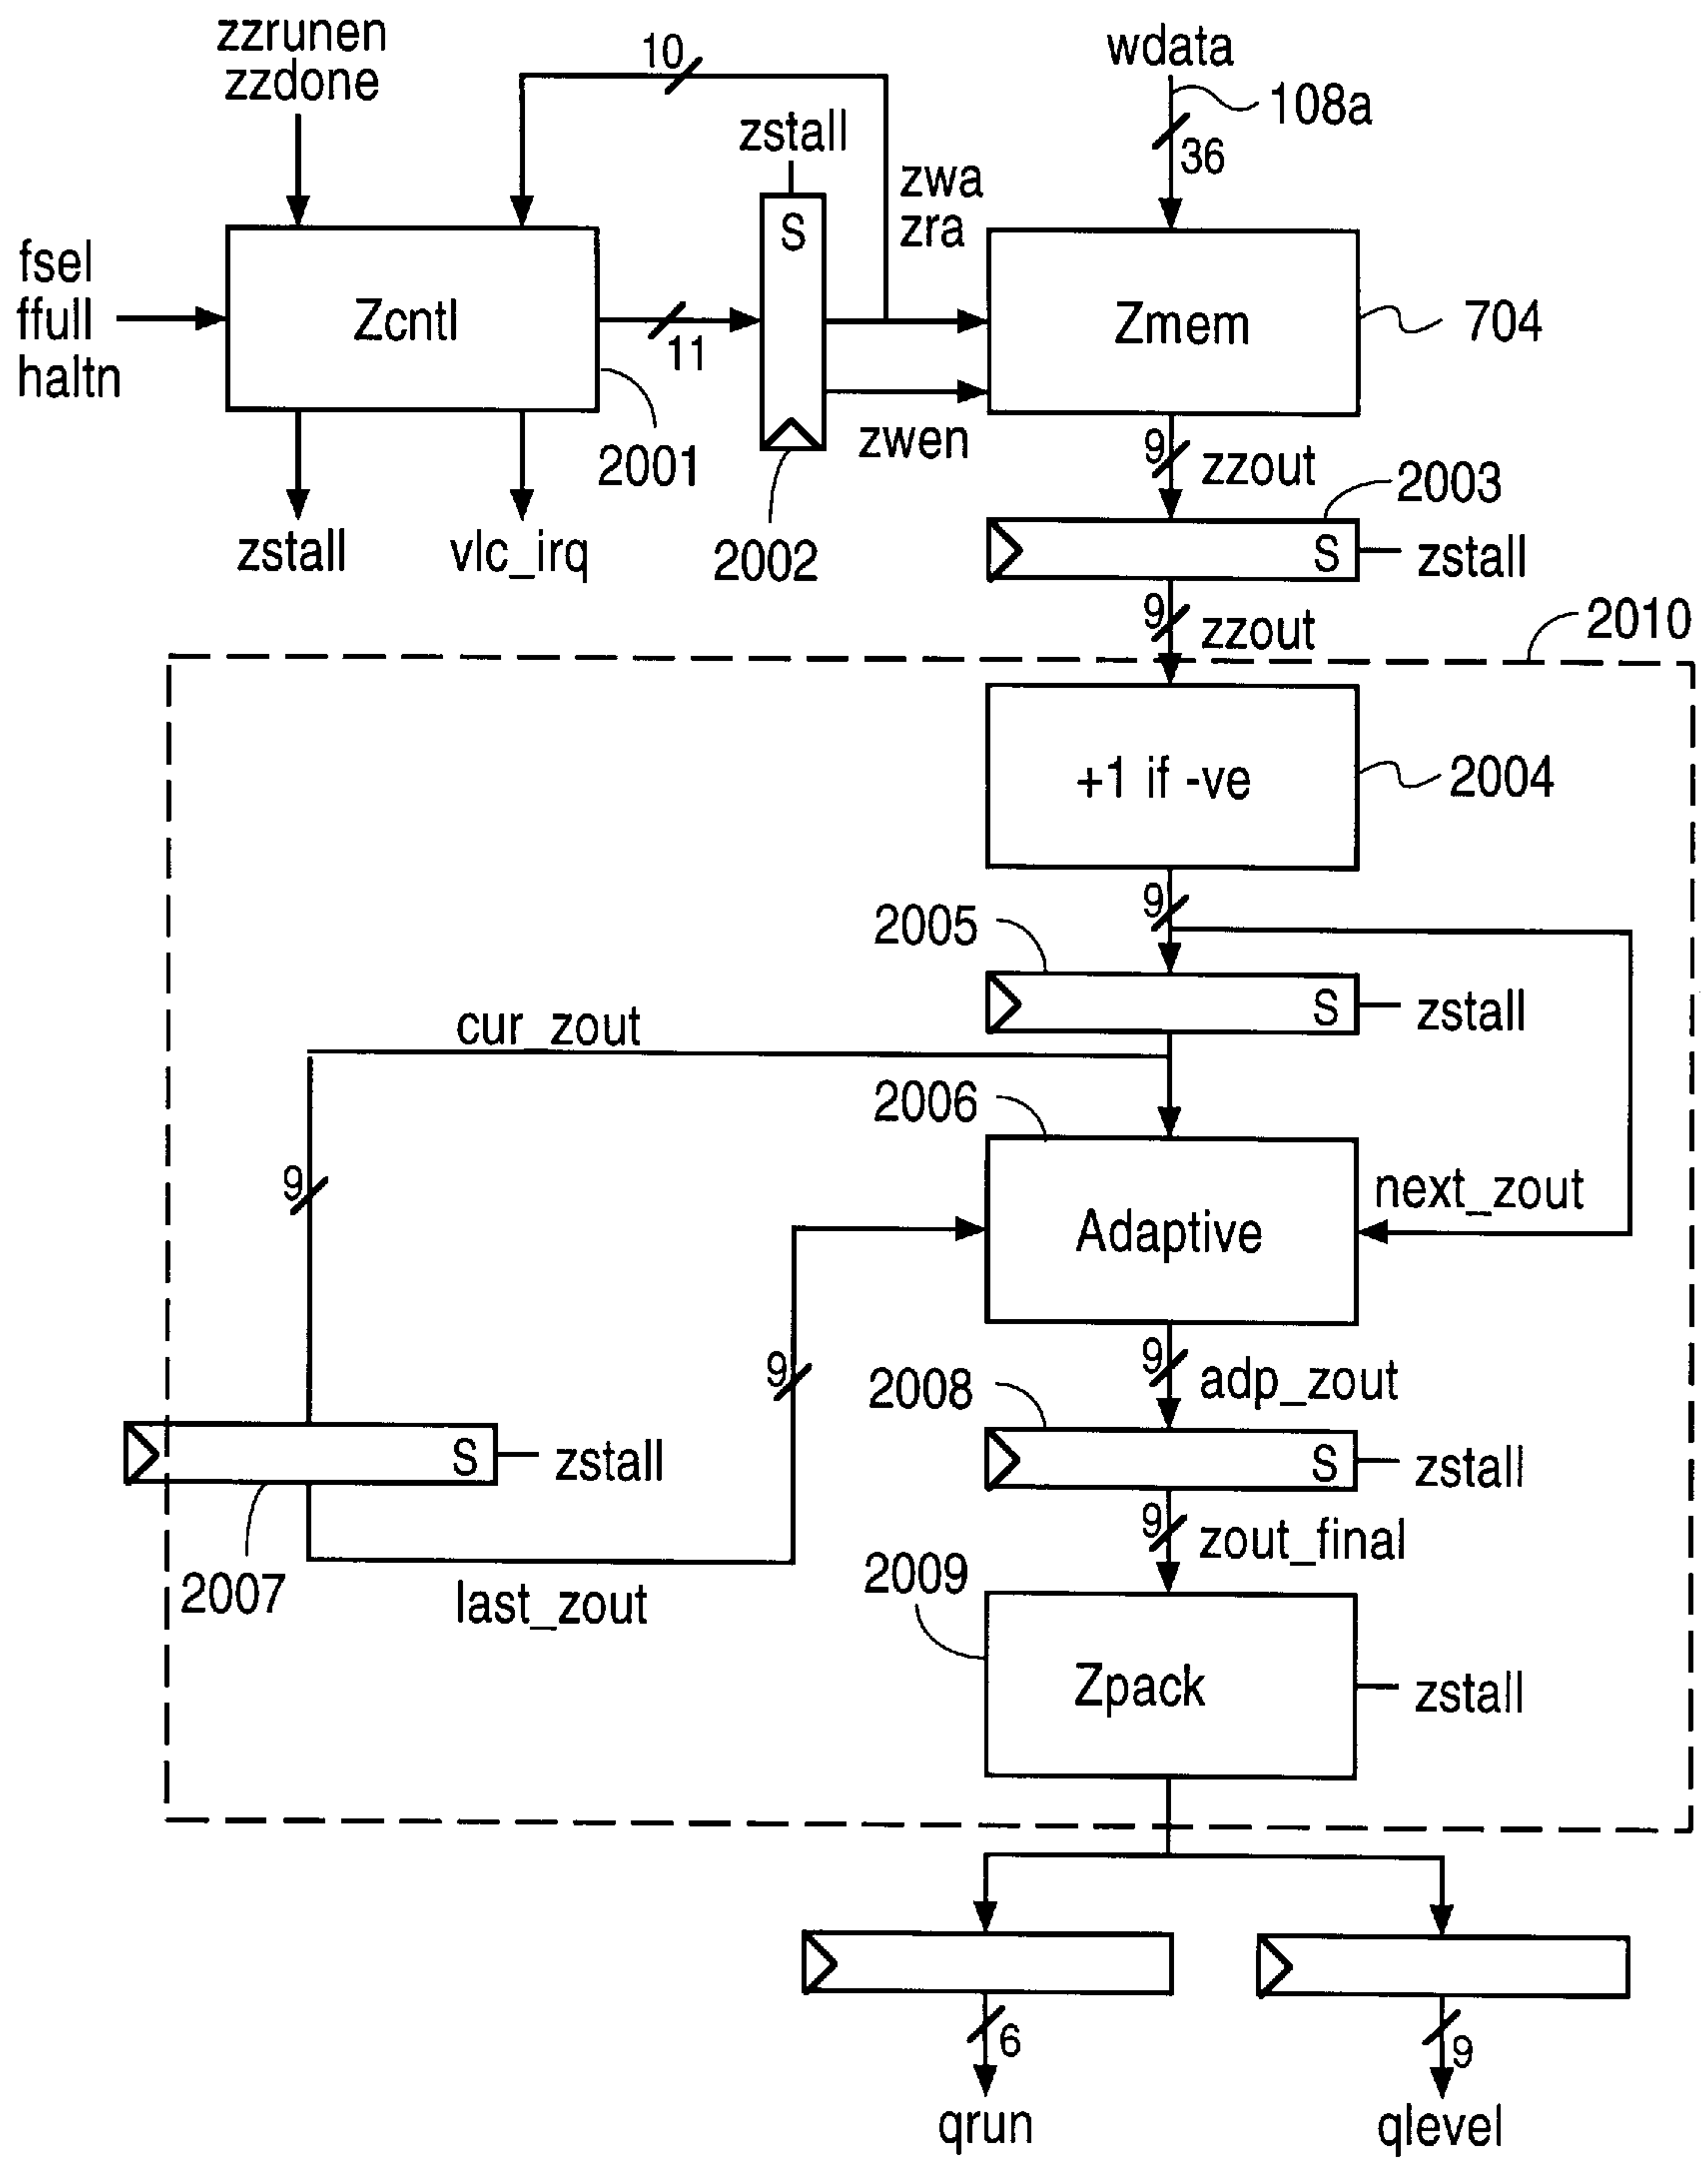 zzrunen
zzdone
10
wdata
108a
36
zstall
zwa
zra
fsel
ffull
haltn
Zcntl
11
S
Zmem
704
2001
zwen
2002
9
zzout
2003
zstall
vlc_irq
S
zstall
9
zzout
2010
+1 if -ve
2004
9
2005
S
zstall
cur_zout
2006
9
next_zout
Adaptive
9
9
adp_zout
2008
S
zstall
S
zstall
2007
last_zout
9
zout_final
2009
Zpack
zstall
6
9
qrun
qlevel